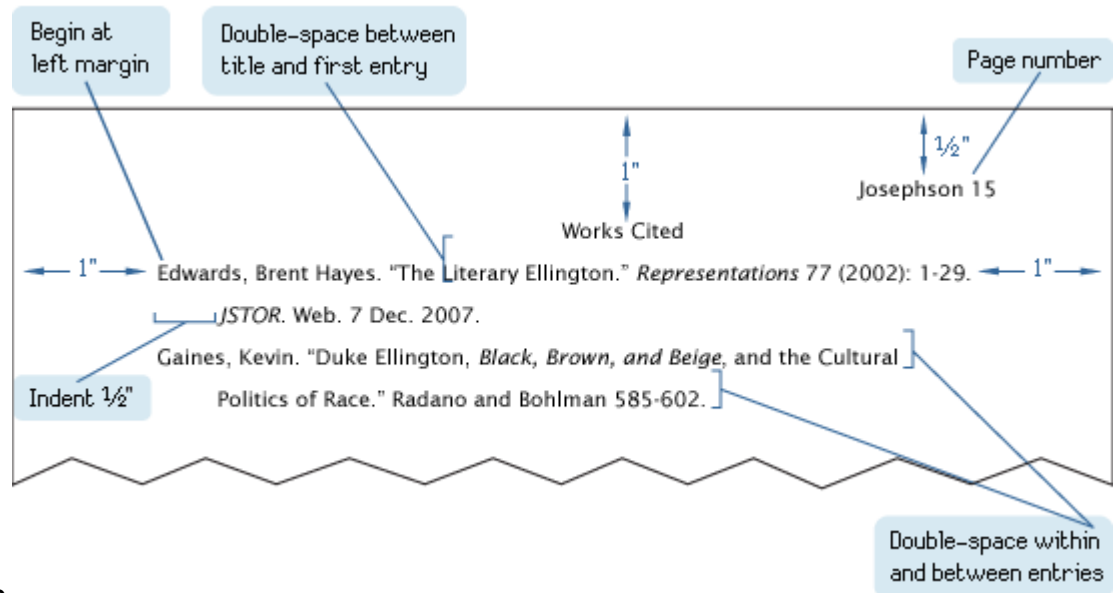 Begin at
left margin
Double-space between
title and first entry
Page number
1"
½"
Josephson 15
Works Cited
1"
Edwards, Brent Hayes. “The Literary Ellington.” Representations 77 (2002): 1-29.
1"
JSTOR. Web. 7 Dec. 2007.
Gaines, Kevin. “Duke Ellington, Black, Brown, and Beige, and the Cultural
Indent ½"
Politics of Race.” Radano and Bohlman 585-602.
Double-space within
and between entries